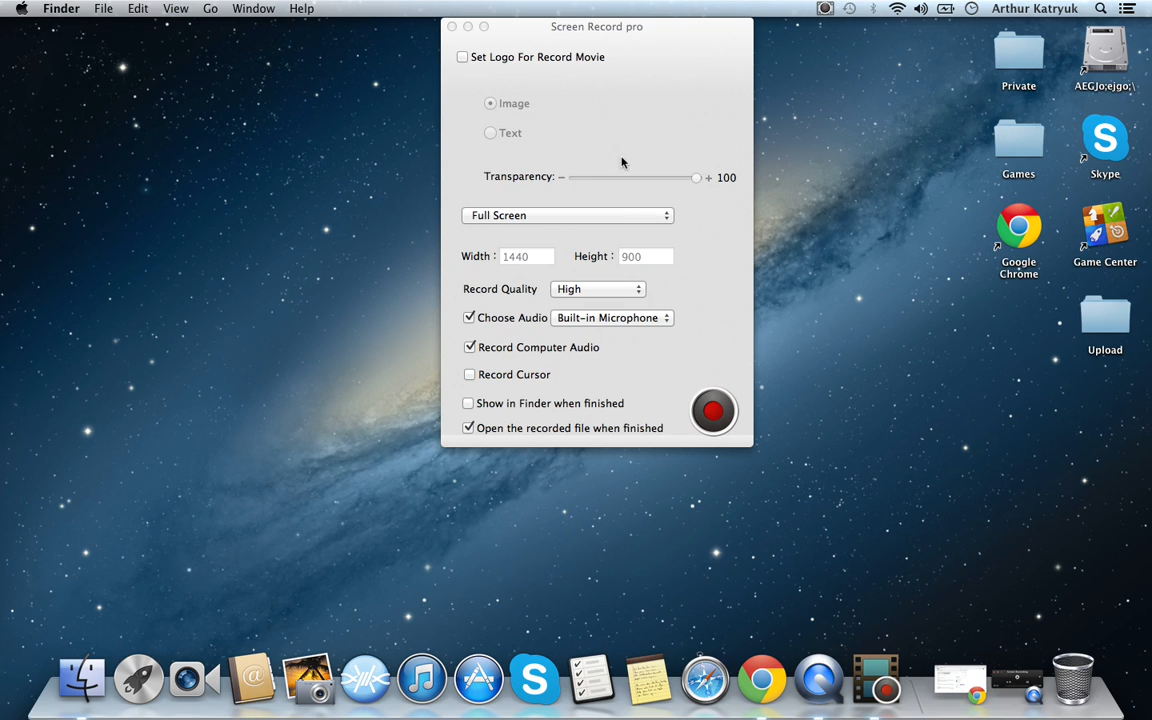 Finder File Edit View Go Window Help Arthur Katryuk
Screen Record pro
Set Logo For Record Movie
Image
Text
Transparency: − + 100
Full Screen
Width : 1440 Height : 900
Record Quality High
Choose Audio Built-in Microphone
Record Computer Audio
Record Cursor
Show in Finder when finished
Open the recorded file when finished
Private AEGJo;ejgo;\
Games Skype
Google Chrome Game Center
Upload